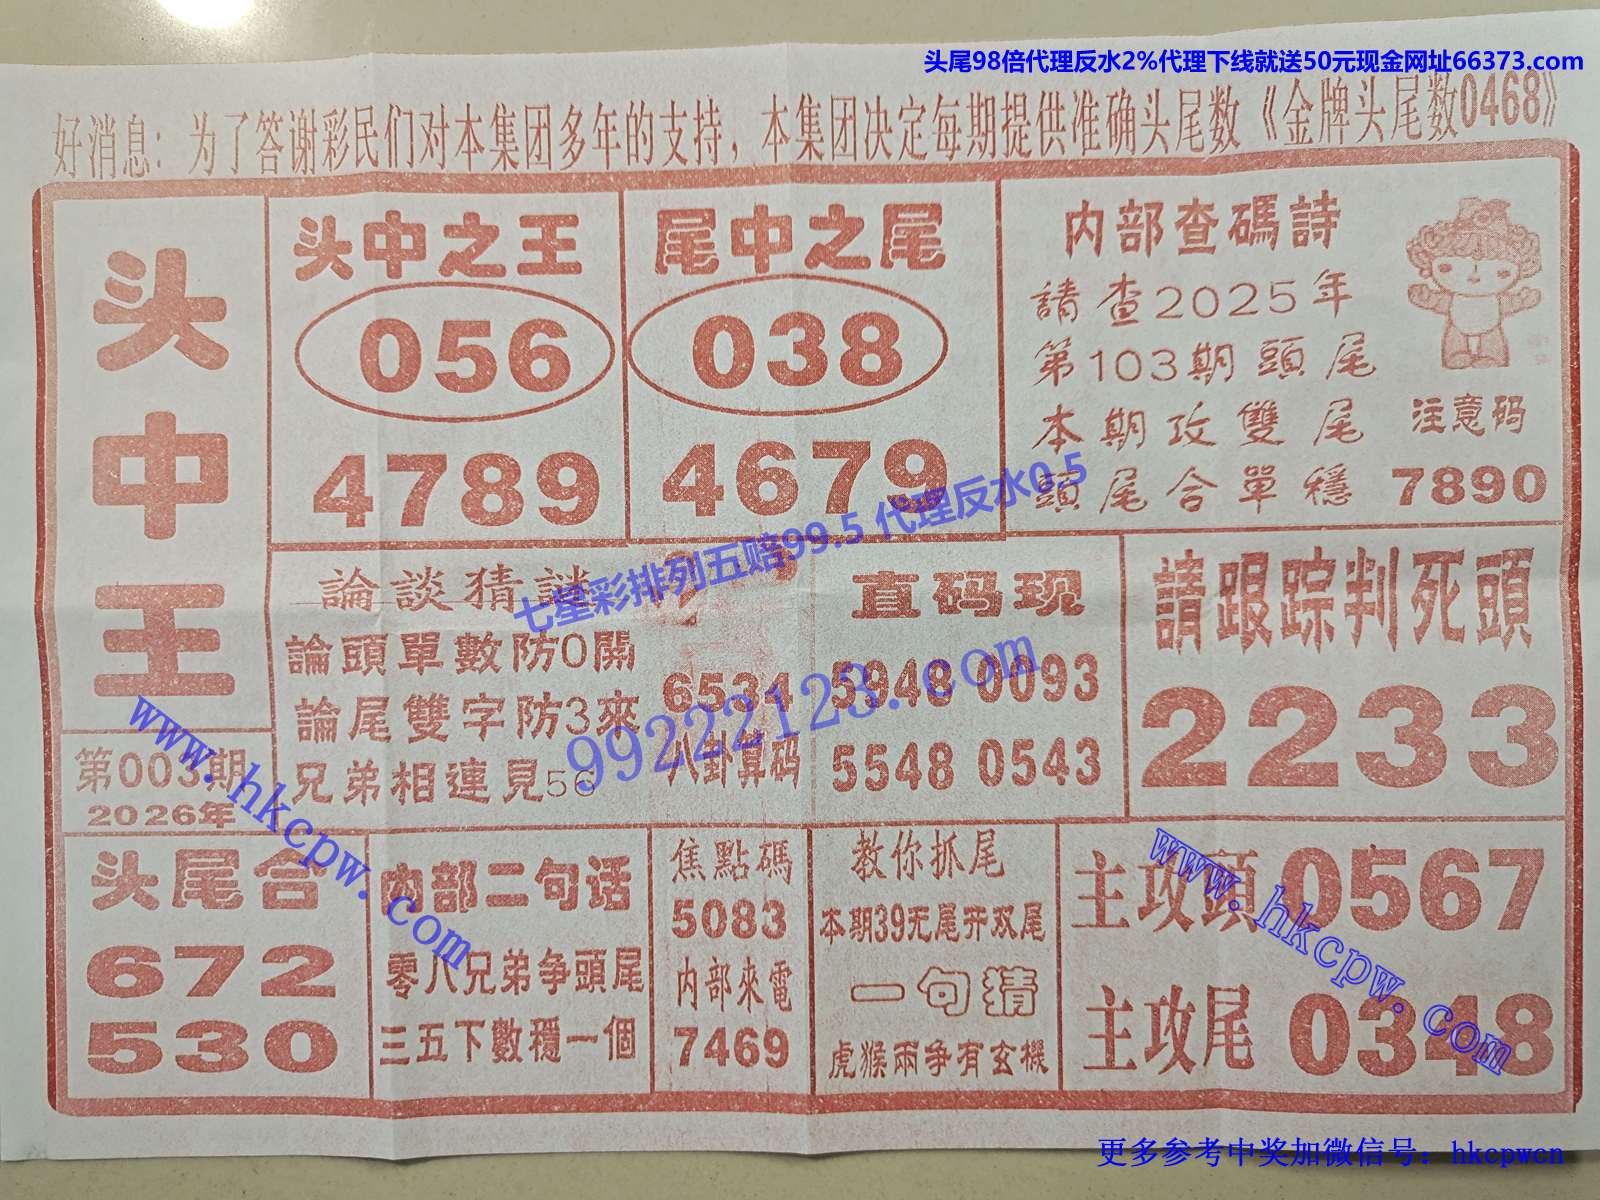 头尾98倍代理反水2%代理下线就送50元现金网址66373.com
好消息：为了答谢彩民们对本集团多年的支持，本集团决定每期提供准确头尾数《金牌头尾数0468》
头中王
第003期
2026年
头中之王
056
4789
尾中之尾
038
4679
内部查碼詩
請查2025年
第103期頭尾
本期攻雙尾
頭尾合單穩
注意码
7890
七星彩排列五赔99.5 代理反水0.5
論談猜謎
論頭單數防0開
論尾雙字防3來
兄弟相連見56
6534
八卦算码
直码现
5948 0093
5548 0543
99222123.com
請跟踪判死頭
2233
www.hkcpw.com
头尾合
672
530
内部二句话
零八兄弟争頭尾
三五下數穩一個
焦點碼
5083
内部來電
7469
教你抓尾
本期39无尾开双尾
一句猜
虎猴兩争有玄機
主攻頭 0567
主攻尾 0348
www.hkcpw.com
更多参考中奖加微信号：hkcpwcn